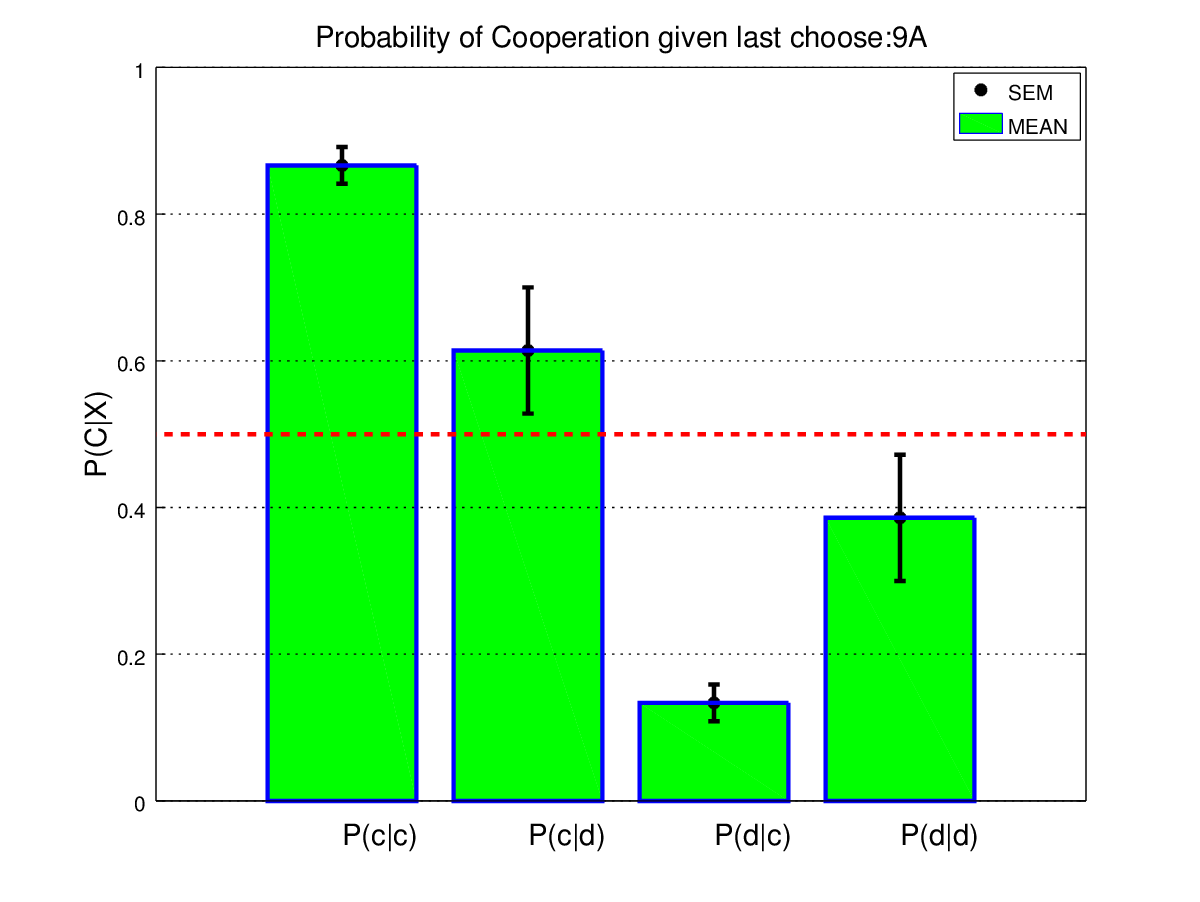 Probability of Cooperation given last choose:9A
SEM
MEAN
1
0.8
0.6
0.4
0.2
0
P(C|X)
P(c|c) P(c|d) P(d|c) P(d|d)